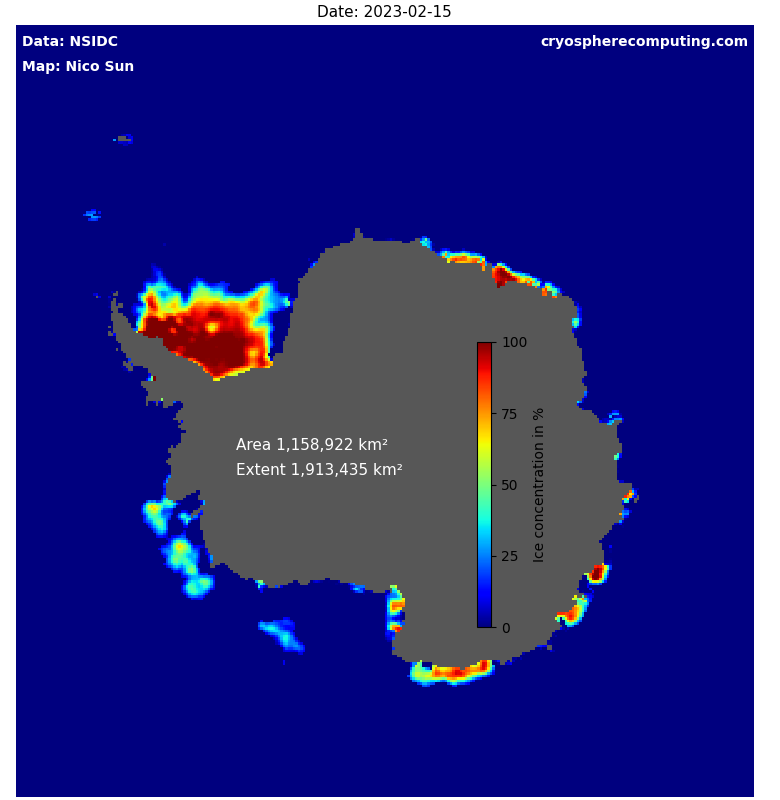 Date: 2023-02-15
Data: NSIDC
cryospherecomputing.com
Map: Nico Sun
100
75
50
25
0
Ice concentration in %
Area 1,158,922 km²
Extent 1,913,435 km²